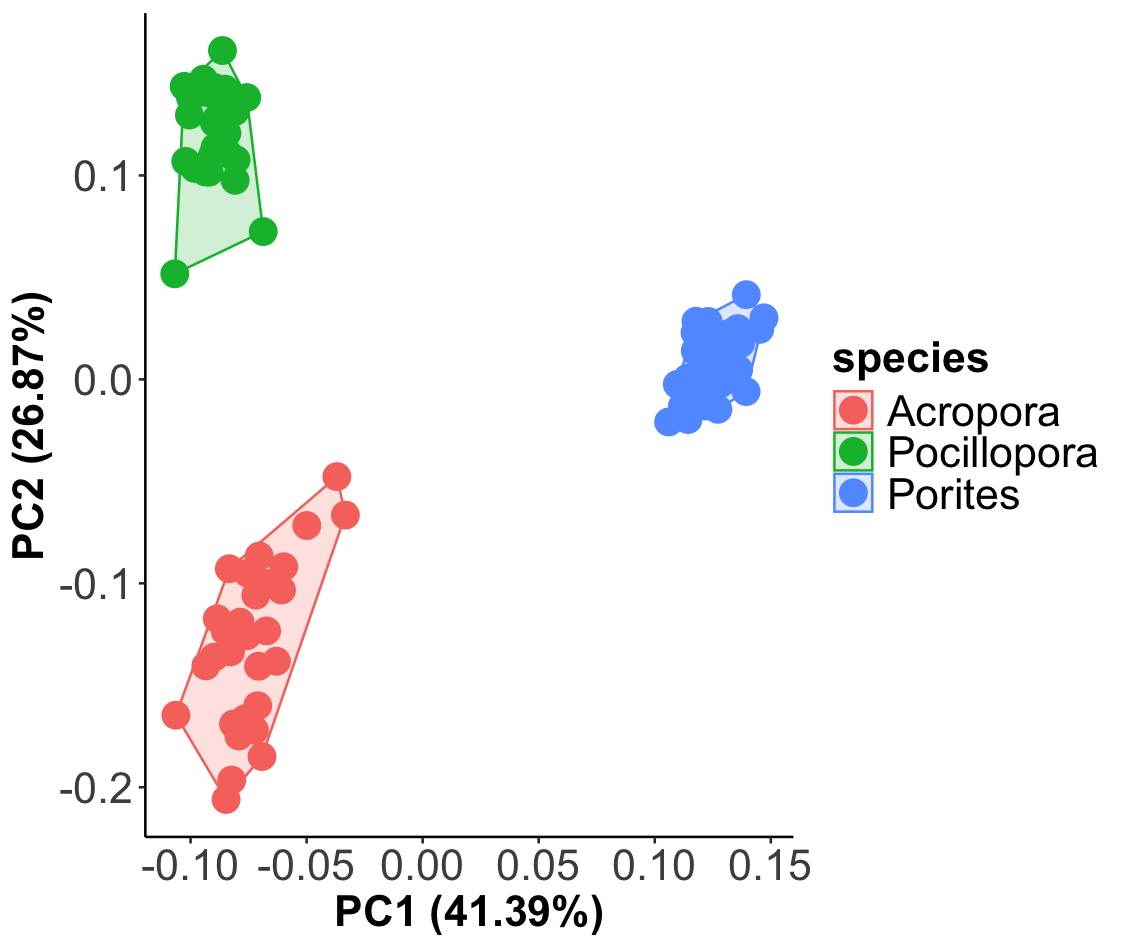 PC2 (26.87%)
0.1
0.0
-0.1
-0.2
-0.10 -0.05 0.00 0.05 0.10 0.15
PC1 (41.39%)
species
Acropora
Pocillopora
Porites